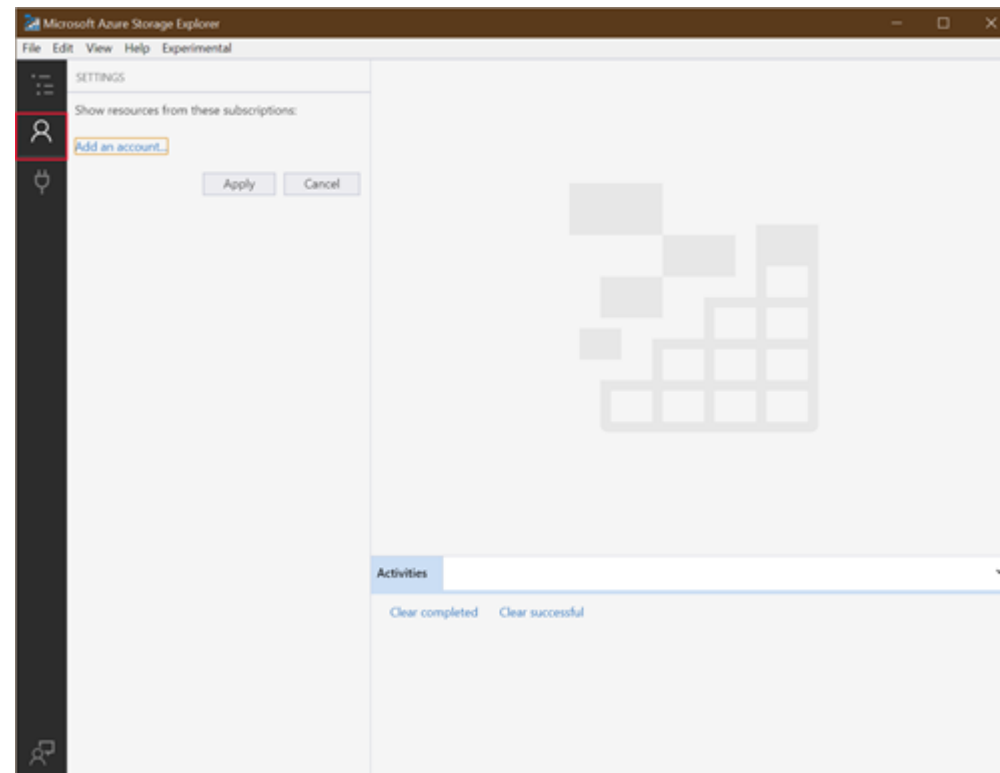 Microsoft Azure Storage Explorer
File Edit View Help Experimental
SETTINGS
Show resources from these subscriptions:
Add an account...
Apply Cancel
Activities
Clear completed Clear successful